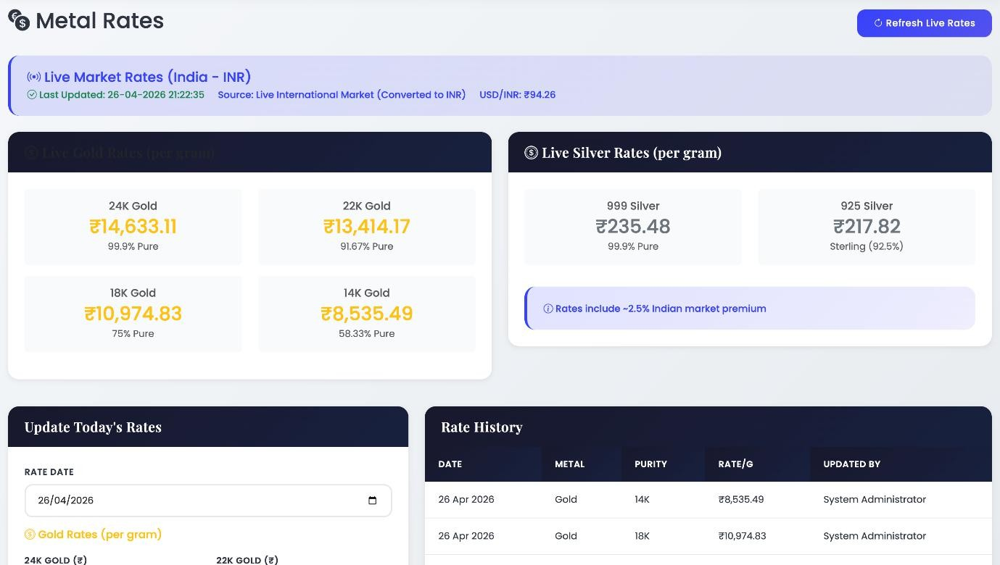 Metal Rates
Refresh Live Rates
Live Market Rates (India - INR)
Last Updated: 26-04-2026 21:22:35 Source: Live International Market (Converted to INR) USD/INR: ₹94.26
Live Gold Rates (per gram)
24K Gold
₹14,633.11
99.9% Pure
22K Gold
₹13,414.17
91.67% Pure
18K Gold
₹10,974.83
75% Pure
14K Gold
₹8,535.49
58.33% Pure
Live Silver Rates (per gram)
999 Silver
₹235.48
99.9% Pure
925 Silver
₹217.82
Sterling (92.5%)
Rates include ~2.5% Indian market premium
Update Today's Rates
RATE DATE
26/04/2026
Gold Rates (per gram)
24K GOLD (₹) 22K GOLD (₹)
Rate History
DATE METAL PURITY RATE/G UPDATED BY
26 Apr 2026 Gold 14K ₹8,535.49 System Administrator
26 Apr 2026 Gold 18K ₹10,974.83 System Administrator